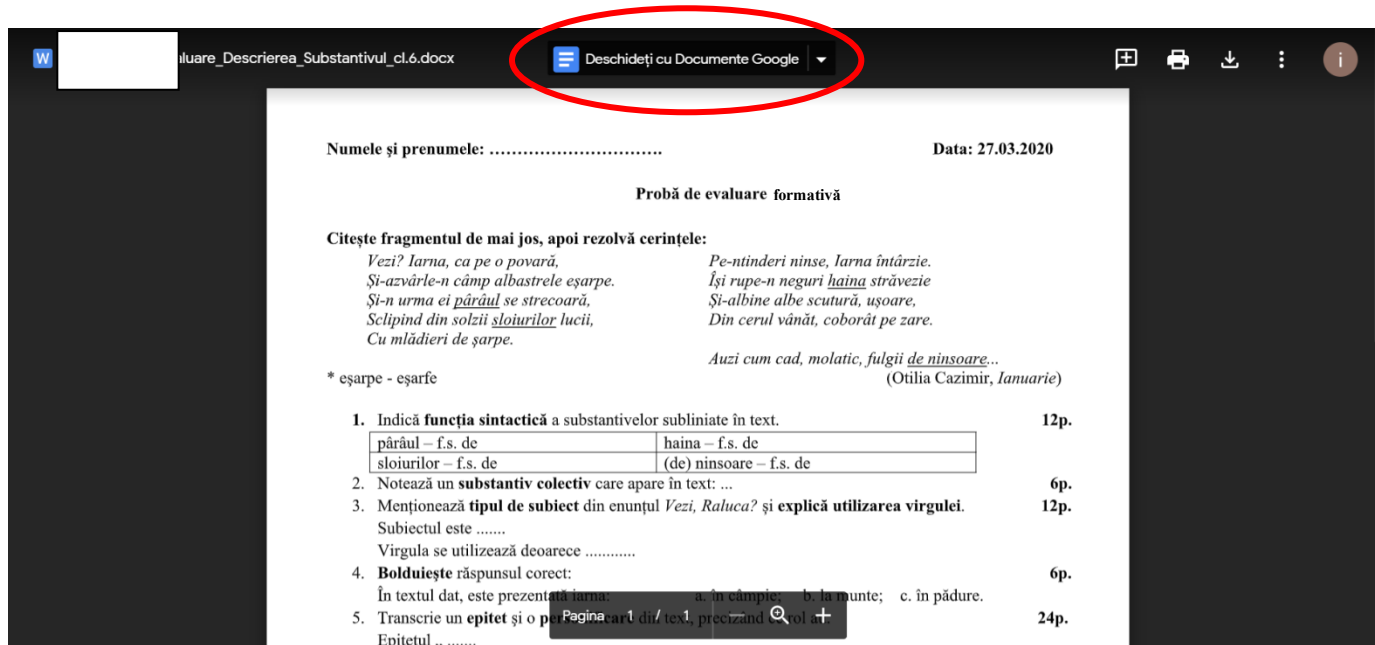 W
luare_Descrierea_Substantivul_cl.6.docx
Deschideți cu Documente Google
i
Numele și prenumele: …………………………. Data: 27.03.2020
Probă de evaluare formativă
Citește fragmentul de mai jos, apoi rezolvă cerințele:
Vezi? Iarna, ca pe o povară,
Și-azvârle-n câmp albastrele eșarpe.
Și-n urma ei pârâul se strecoară,
Sclipind din solzii sloiurilor lucii,
Cu mlădieri de șarpe.
Pe-ntinderi ninse, Iarna întârzie.
Își rupe-n neguri haina străvezie
Și-albine albe scutură, ușoare,
Din cerul vânăt, coborât pe zare.
Auzi cum cad, molatic, fulgii de ninsoare...
* eșarpe - eșarfe (Otilia Cazimir, Ianuarie)
1. Indică funcția sintactică a substantivelor subliniate în text. 12p.
pârâul – f.s. de haina – f.s. de
sloiurilor – f.s. de (de) ninsoare – f.s. de
2. Notează un substantiv colectiv care apare în text: ... 6p.
3. Menționează tipul de subiect din enunțul Vezi, Raluca? și explică utilizarea virgulei. 12p.
Subiectul este .......
Virgula se utilizează deoarece ............
4. Bolduiește răspunsul corect: 6p.
În textul dat, este prezentată iarna: a. în câmpie; b. la munte; c. în pădure.
5. Transcrie un epitet și o personificare din text, precizând ce rol au. 24p.
Pagina 1 / 1
Epitetul .. .......